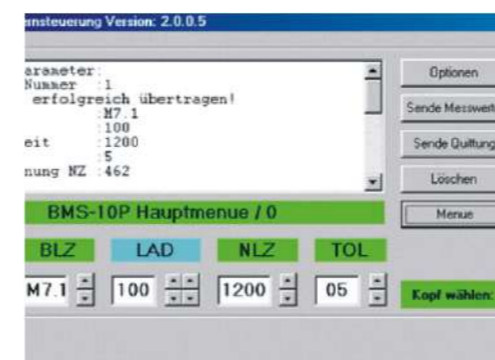 ernsteuerung Version: 2.0.0.5
arameter:
Nummer :1
erfolgreich übertragen!
:M7.1
:100
eit :1200
:5
nung NZ :462
Optionen
Sende Messwert
Sende Quittung
Löschen
Menue
BMS-10P Hauptmenue / 0
BLZ LAD NLZ TOL
M7.1 100 1200 05
Kopf wählen: